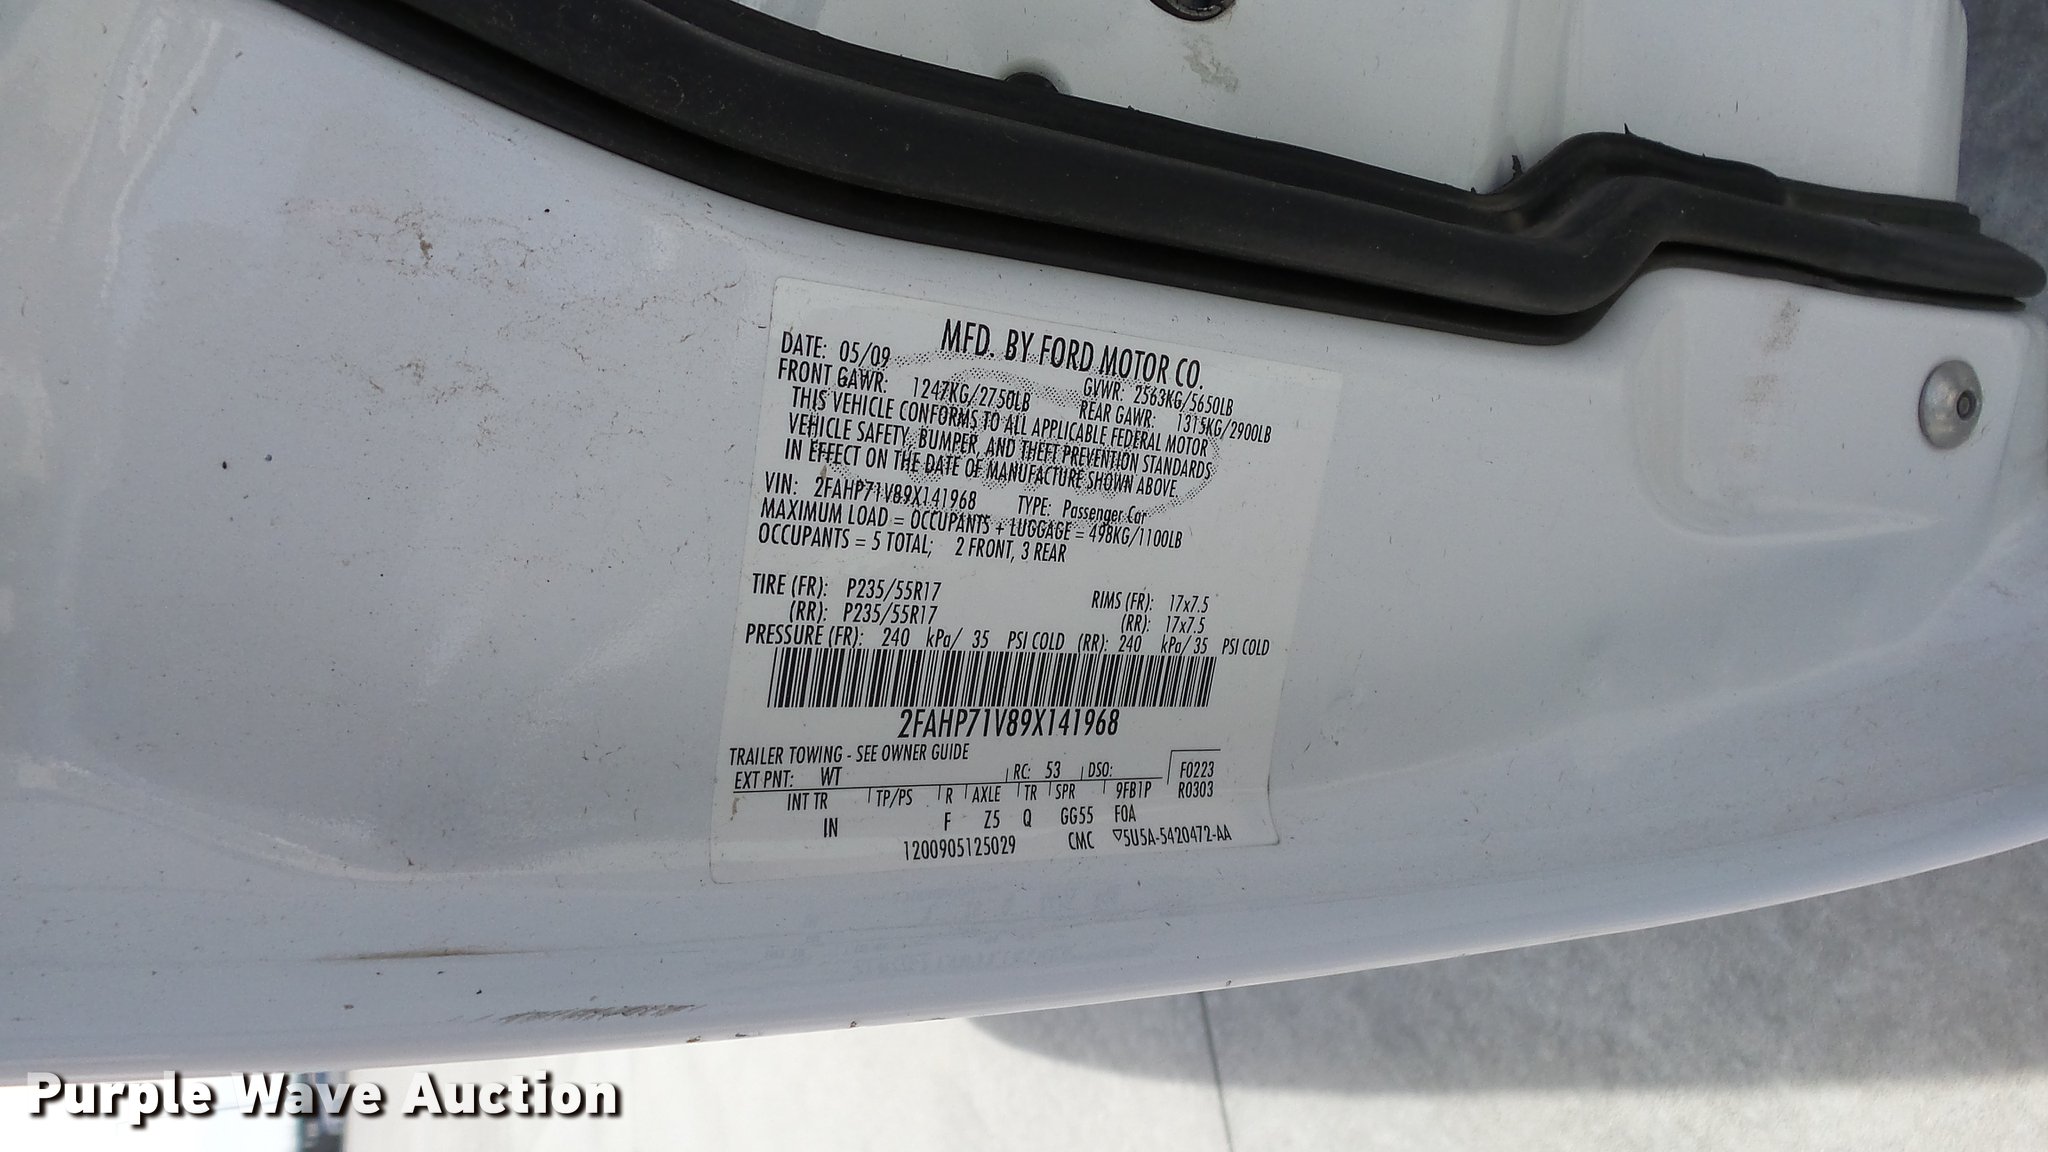 MFD. BY FORD MOTOR CO.
DATE: 05/09 GVWR: 2563KG/5650LB
FRONT GAWR: 1247KG/2750LB REAR GAWR: 1315KG/2900LB
THIS VEHICLE CONFORMS TO ALL APPLICABLE FEDERAL MOTOR
VEHICLE SAFETY, BUMPER, AND THEFT PREVENTION STANDARDS
IN EFFECT ON THE DATE OF MANUFACTURE SHOWN ABOVE.
VIN: 2FAHP71V89X141968 TYPE: Passenger Car
MAXIMUM LOAD = OCCUPANTS + LUGGAGE = 498KG/1100LB
OCCUPANTS = 5 TOTAL; 2 FRONT, 3 REAR
TIRE (FR): P235/55R17 RIMS (FR): 17x7.5
(RR): P235/55R17 (RR): 17x7.5
PRESSURE (FR): 240 kPa/ 35 PSI COLD (RR): 240 kPa/ 35 PSI COLD
2FAHP71V89X141968
TRAILER TOWING - SEE OWNER GUIDE
EXT PNT: WT RC: 53 DSO: F0223
INT TR TP/PS R AXLE TR SPR 9FB1P R0303
IN F Z5 Q GG55 FOA
1200905125029 CMC ▽5U5A-5420472-AA
Purple Wave Auction